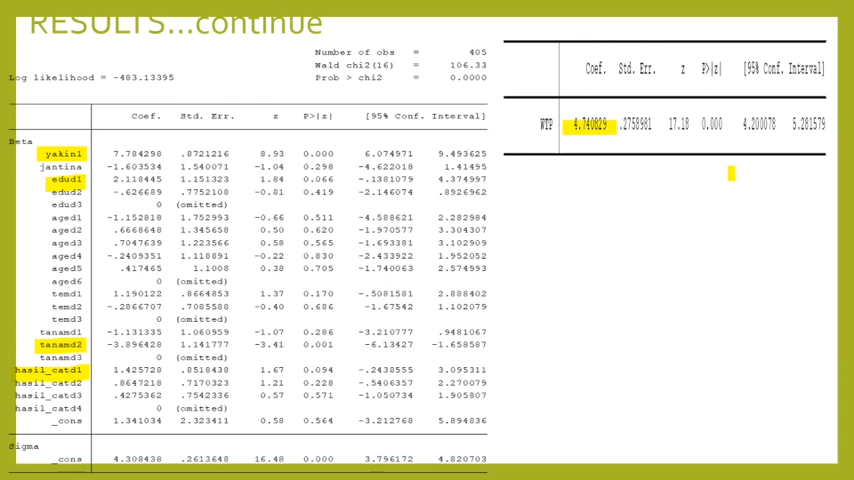 RESULTS...continue
Number of obs = 405
Wald chi2(16) = 106.33
Log likelihood = -483.13395 Prob > chi2 = 0.0000
Coef. Std. Err. z P>|z| [95% Conf. Interval]
Beta
yakin1 7.784298 .8721216 8.93 0.000 6.074971 9.493625
jantina -1.603534 1.540071 -1.04 0.298 -4.622018 1.41495
edud1 2.118445 1.151323 1.84 0.066 -.1381079 4.374997
edud2 -.626689 .7752108 -0.81 0.419 -2.146074 .8926962
edud3 0 (omitted)
aged1 -1.152818 1.752993 -0.66 0.511 -4.588621 2.282984
aged2 .6668648 1.345658 0.50 0.620 -1.970577 3.304307
aged3 .7047639 1.223566 0.58 0.565 -1.693381 3.102909
aged4 -.2409351 1.118891 -0.22 0.830 -2.433922 1.952052
aged5 .417465 1.1008 0.38 0.705 -1.740063 2.574993
aged6 0 (omitted)
temd1 1.190122 .8664853 1.37 0.170 -.5081581 2.888402
temd2 -.2866707 .7085588 -0.40 0.686 -1.67542 1.102079
temd3 0 (omitted)
tanamd1 -1.131335 1.060959 -1.07 0.286 -3.210777 .9481067
tanamd2 -3.896428 1.141777 -3.41 0.001 -6.13427 -1.658587
tanamd3 0 (omitted)
hasil_catd1 1.425728 .8518438 1.67 0.094 -.2438555 3.095311
hasil_catd2 .8647218 .7170323 1.21 0.228 -.5406357 2.270079
hasil_catd3 .4275362 .7542336 0.57 0.571 -1.050734 1.905807
hasil_catd4 0 (omitted)
_cons 1.341034 2.323411 0.58 0.564 -3.212768 5.894836
Sigma
_cons 4.308438 .2613648 16.48 0.000 3.796172 4.820703
Coef. Std. Err. z P>|z| [95% Conf. Interval]
WTP 4.740829 .2758981 17.18 0.000 4.200078 5.281579